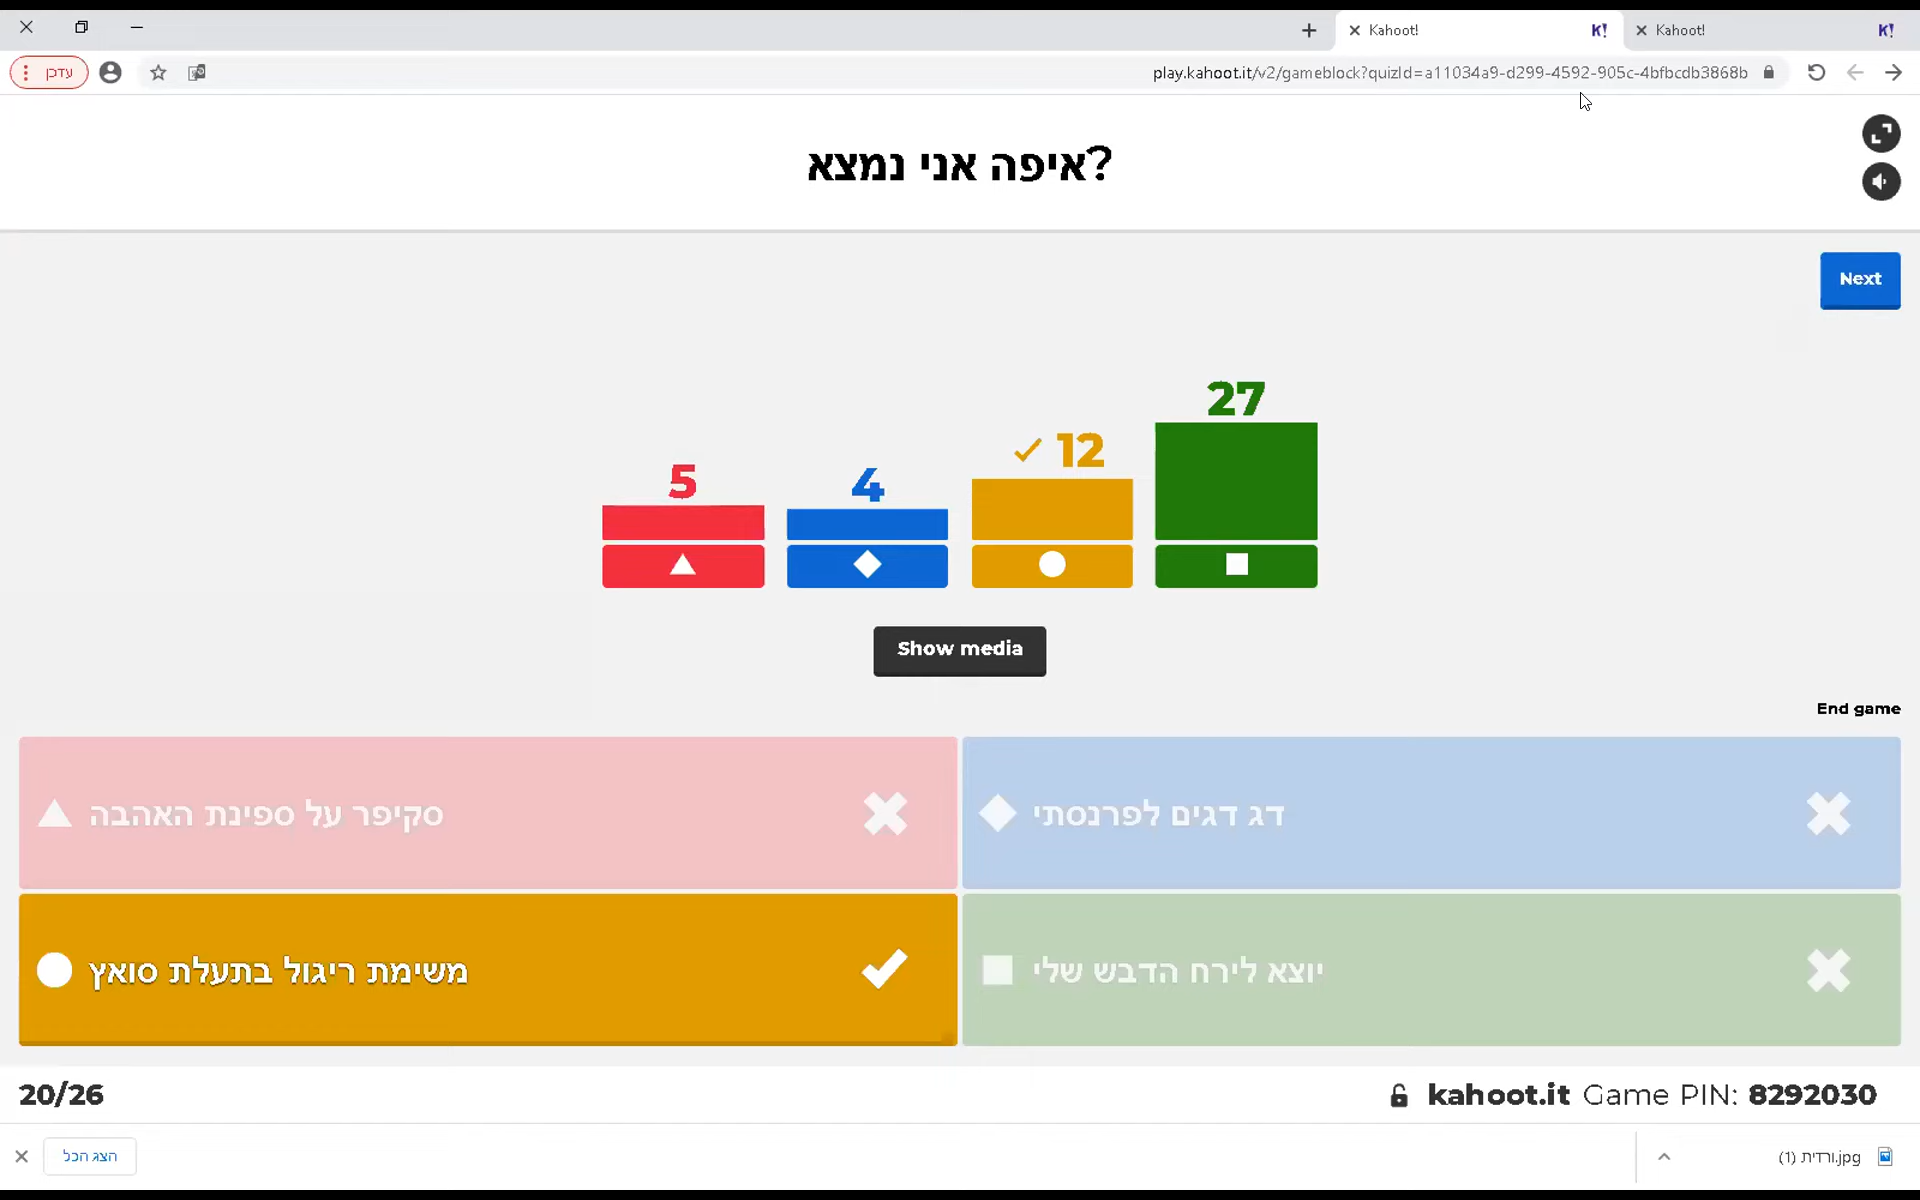 Kahoot!
Kahoot!
עדכן
play.kahoot.it/v2/gameblock?quizId=a11034a9-d299-4592-905c-4bfbcdb3868b
איפה אני נמצא?
Next
27
12
5
4
Show media
End game
סקיפר על ספינת האהבה
דג דגים לפרנסתי
משימת ריגול בתעלת סואץ
יוצא לירח הדבש שלי
20/26
kahoot.it Game PIN: 8292030
הצג הכל
ורדית (1).jpg